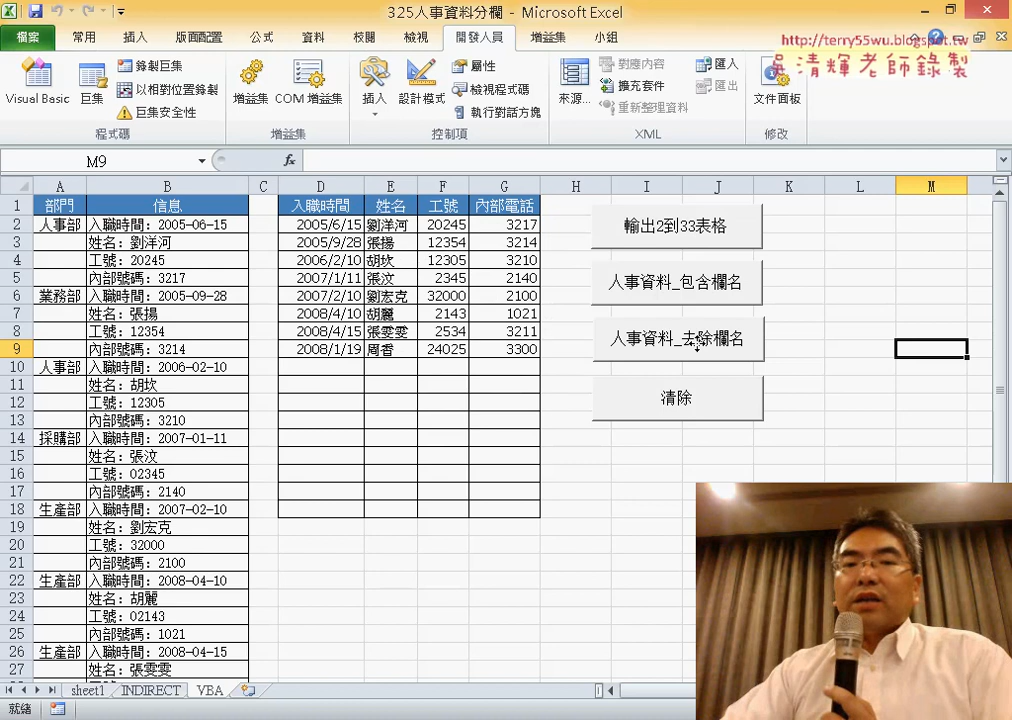 325人事資料分欄 - Microsoft Excel
檔案 常用 插入 版面配置 公式 資料 校閱 檢視 開發人員 增益集 小組
http://terry55wu.blogspot.tw
吳清輝老師錄製
Visual Basic 巨集 錄製巨集 以相對位置錄製 巨集安全性 程式碼
增益集 COM 增益集 增益集
插入 設計模式 屬性 檢視程式碼 執行對話方塊 控制項
來源... 對應內容 擴充套件 重新整理資料 匯入 匯出 XML
文件面板 修改
M9 fx
A B C D E F G H I J K L M
1 部門 信息 入職時間 姓名 工號 內部電話
2 人事部 入職時間：2005-06-15 2005/6/15 劉洋河 20245 3217
3 姓名：劉洋河 2005/9/28 張揚 12354 3214
4 工號：20245 2006/2/10 胡坎 12305 3210
5 內部號碼：3217 2007/1/11 張汶 2345 2140
6 業務部 入職時間：2005-09-28 2007/2/10 劉宏克 32000 2100
7 姓名：張揚 2008/4/10 胡麗 2143 1021
8 工號：12354 2008/4/15 張雯雯 2534 3211
9 內部號碼：3214 2008/1/19 周香 24025 3300
10 人事部 入職時間：2006-02-10
11 姓名：胡坎
12 工號：12305
13 內部號碼：3210
14 採購部 入職時間：2007-01-11
15 姓名：張汶
16 工號：02345
17 內部號碼：2140
18 生產部 入職時間：2007-02-10
19 姓名：劉宏克
20 工號：32000
21 內部號碼：2100
22 生產部 入職時間：2008-04-10
23 姓名：胡麗
24 工號：02143
25 內部號碼：1021
26 生產部 入職時間：2008-04-15
27 姓名：張雯雯
輸出2到33表格
人事資料_包含欄名
人事資料_去除欄名
清除
sheet1 INDIRECT VBA
就緒